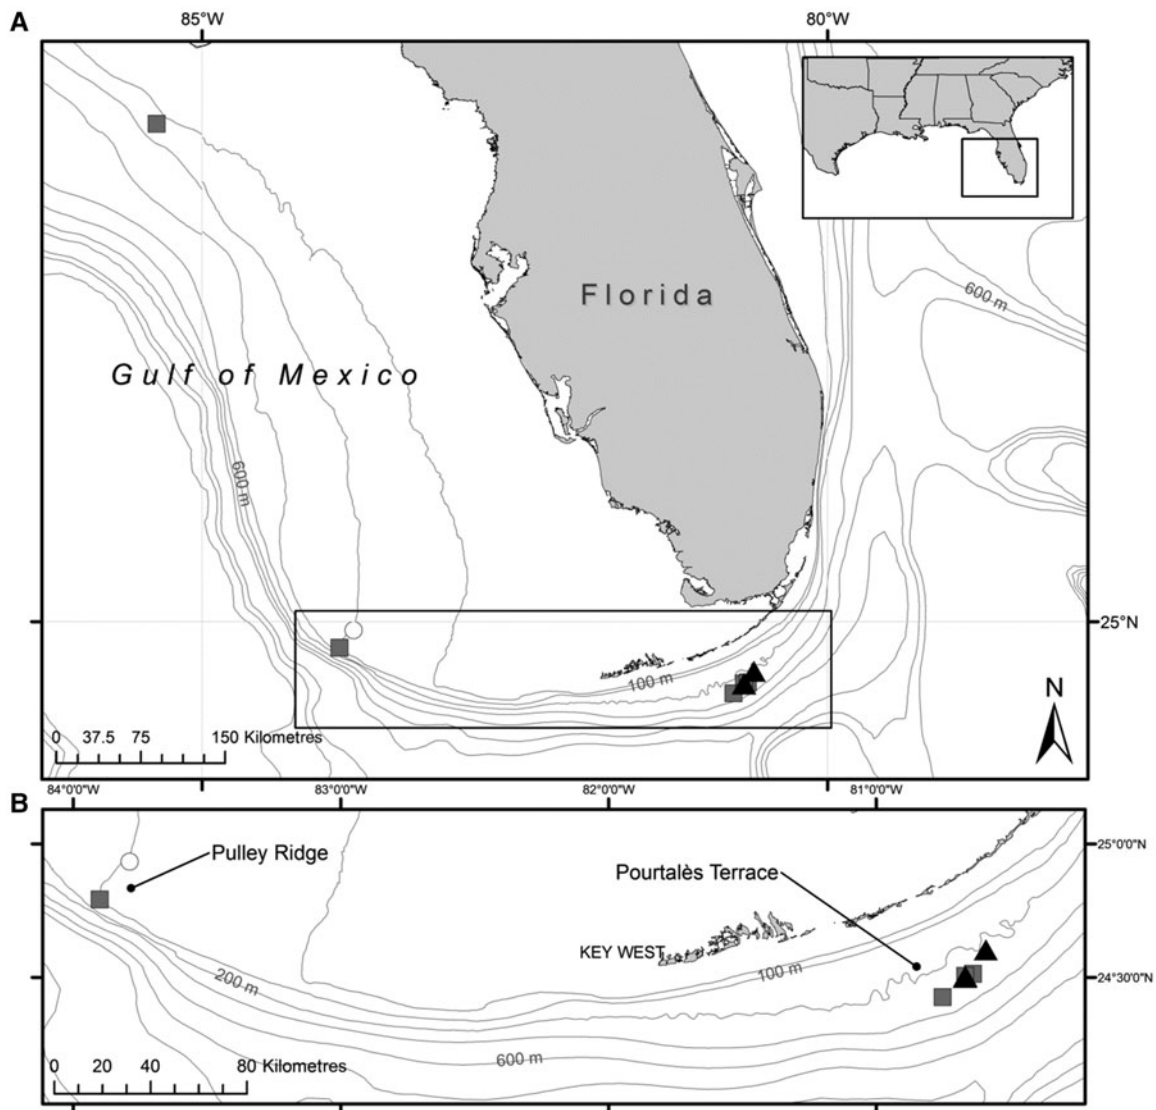 A
85°W
80°W
Florida
600 m
Gulf of Mexico
600 m
25°N
100 m
N
0 37.5 75 150 Kilometres
B
84°0'0"W
83°0'0"W
82°0'0"W
81°0'0"W
25°0'0"N
Pulley Ridge
Pourtalès Terrace
KEY WEST
100 m
200 m
24°30'0"N
600 m
0 20 40 80 Kilometres